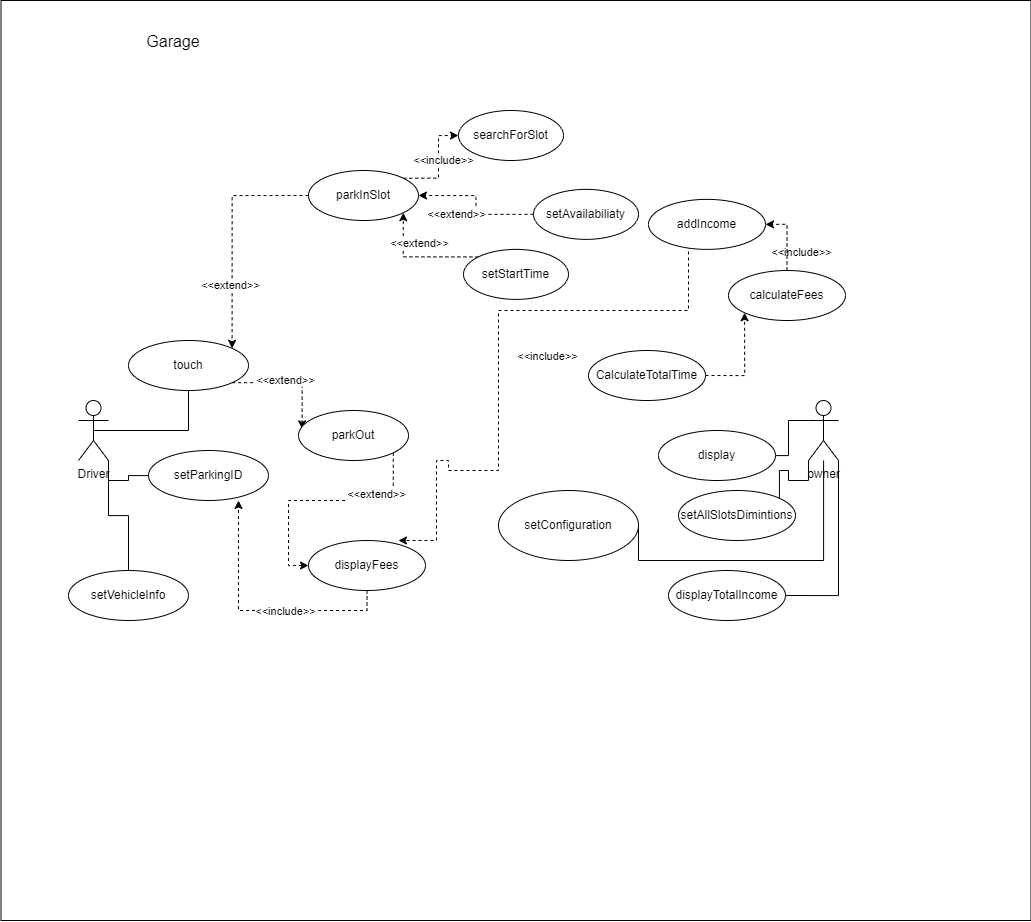 Garage
searchForSlot
<<include>>
parkInSlot
setAvailabiliaty
<<extend>>
addIncome
<<extend>>
<<include>>
setStartTime
<<extend>>
calculateFees
<<include>>
touch
CalculateTotalTime
<<extend>>
parkOut
display
Driver
setParkingID
owner
<<extend>>
setAllSlotsDimintions
setConfiguration
displayFees
setVehicleInfo
displayTotalIncome
<<include>>